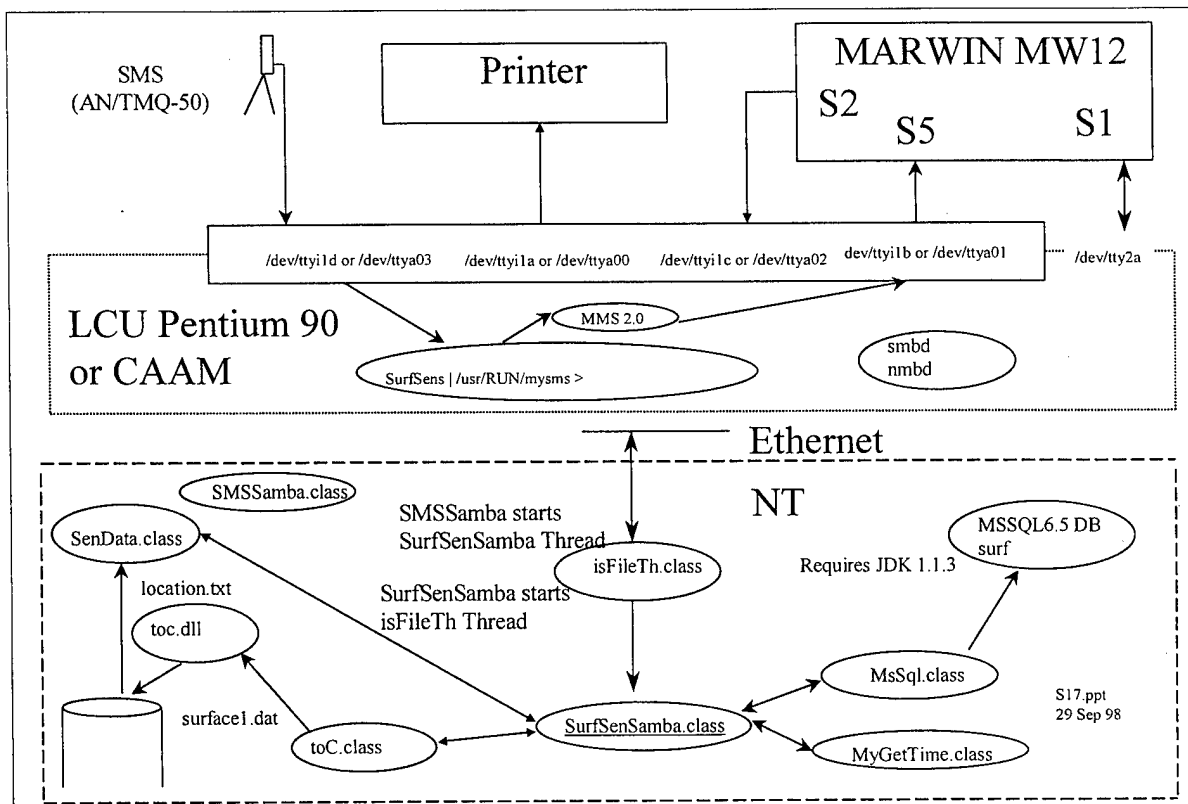 SMS
(AN/TMQ-50)
Printer
MARWIN MW12
S2
S5
S1
/dev/ttyi1d or /dev/ttya03
/dev/ttyi1a or /dev/ttya00
/dev/ttyi1c or /dev/ttya02
dev/ttyi1b or /dev/ttya01
/dev/tty2a
LCU Pentium 90
or CAAM
MMS 2.0
SurfSens | /usr/RUN/mysms >
smbd
nmbd
Ethernet
NT
SMSSamba.class
SenData.class
SMSSamba starts
SurfSenSamba Thread
isFileTh.class
MSSQL6.5 DB
surf
Requires JDK 1.1.3
location.txt
SurfSenSamba starts
isFileTh Thread
toc.dll
MsSql.class
surface1.dat
toC.class
SurfSenSamba.class
MyGetTime.class
S17.ppt
29 Sep 98